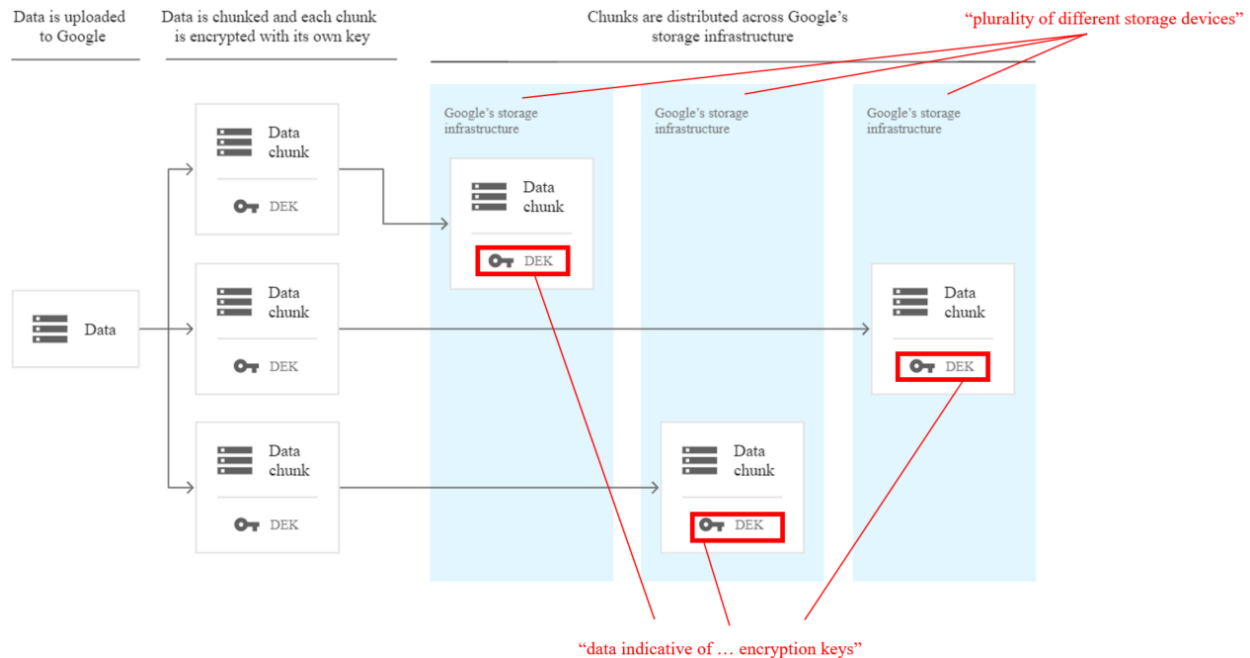 Data is uploaded
to Google
Data is chunked and each chunk
is encrypted with its own key
Chunks are distributed across Google’s
storage infrastructure
“plurality of different storage devices”
Google’s storage
infrastructure
Google’s storage
infrastructure
Google’s storage
infrastructure
Data
chunk
DEK
Data
chunk
DEK
Data
Data
chunk
DEK
Data
chunk
DEK
Data
chunk
DEK
Data
chunk
DEK
“data indicative of … encryption keys”